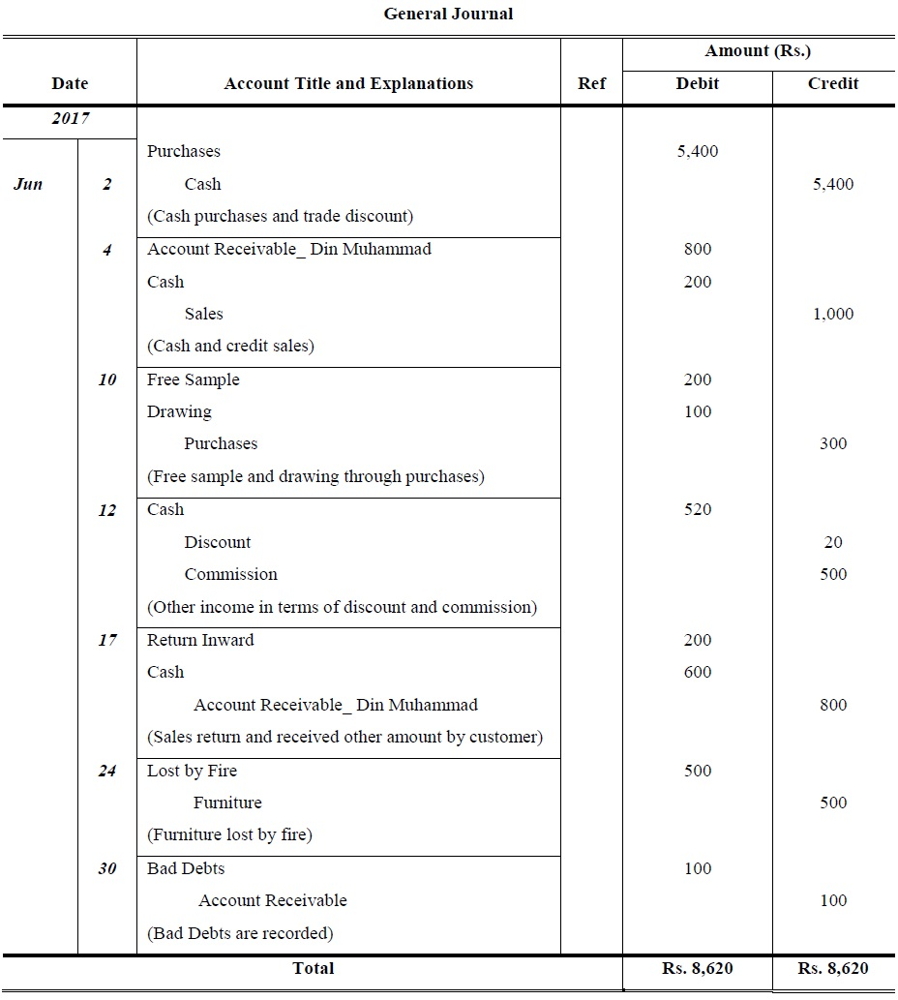 General Journal
Amount (Rs.)
Date Account Title and Explanations Ref Debit Credit
2017
Purchases 5,400
Jun 2 Cash 5,400
(Cash purchases and trade discount)
4 Account Receivable_ Din Muhammad 800
Cash 200
Sales 1,000
(Cash and credit sales)
10 Free Sample 200
Drawing 100
Purchases 300
(Free sample and drawing through purchases)
12 Cash 520
Discount 20
Commission 500
(Other income in terms of discount and commission)
17 Return Inward 200
Cash 600
Account Receivable_ Din Muhammad 800
(Sales return and received other amount by customer)
24 Lost by Fire 500
Furniture 500
(Furniture lost by fire)
30 Bad Debts 100
Account Receivable 100
(Bad Debts are recorded)
Total Rs. 8,620 Rs. 8,620